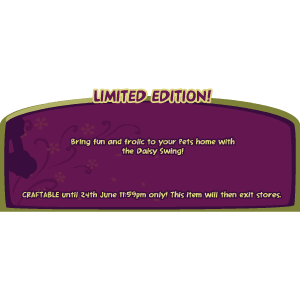 LIMITED EDITION!
Bring fun and frolic to your Pets home with
the Daisy Swing!
CRAFTABLE until 24th June 11:59pm only! This item will then exit stores.